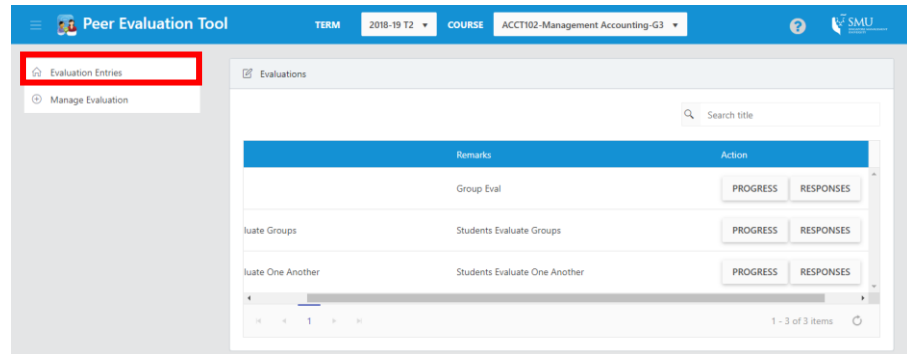 Peer Evaluation Tool TERM 2018-19 T2 COURSE ACCT102-Management Accounting-G3 ? SMU
Evaluation Entries
Manage Evaluation
Evaluations
Search title
Remarks Action
Group Eval PROGRESS RESPONSES
luate Groups Students Evaluate Groups PROGRESS RESPONSES
luate One Another Students Evaluate One Another PROGRESS RESPONSES
1 1 - 3 of 3 items